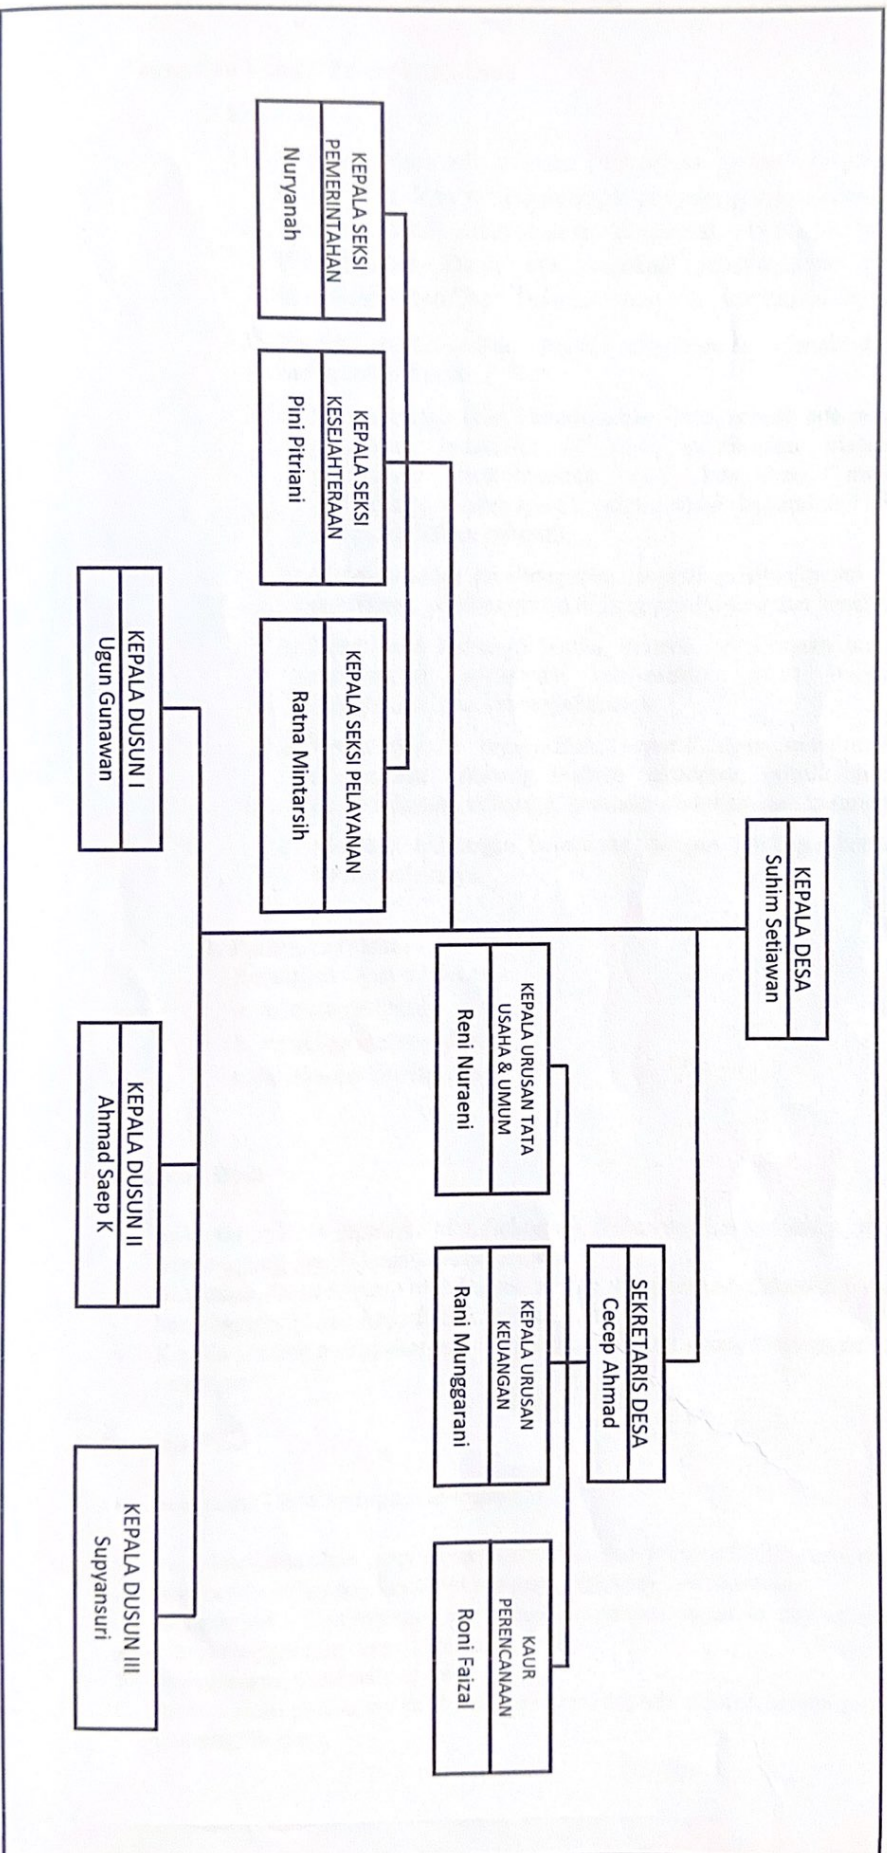 KEPALA DESA
Suhim Setiawan
SEKRETARIS DESA
Cecep Ahmad
KEPALA URUSAN TATA
USAHA & UMUM
Reni Nuraeni
KEPALA URUSAN
KEUANGAN
Rani Munggarani
KAUR
PERENCANAAN
Roni Faizal
KEPALA SEKSI
PEMERINTAHAN
Nuryanah
KEPALA SEKSI
KESEJAHTERAAN
Pini Pitriani
KEPALA SEKSI PELAYANAN
Ratna Mintarsih
KEPALA DUSUN I
Ugun Gunawan
KEPALA DUSUN II
Ahmad Saep K
KEPALA DUSUN III
Supyansuri